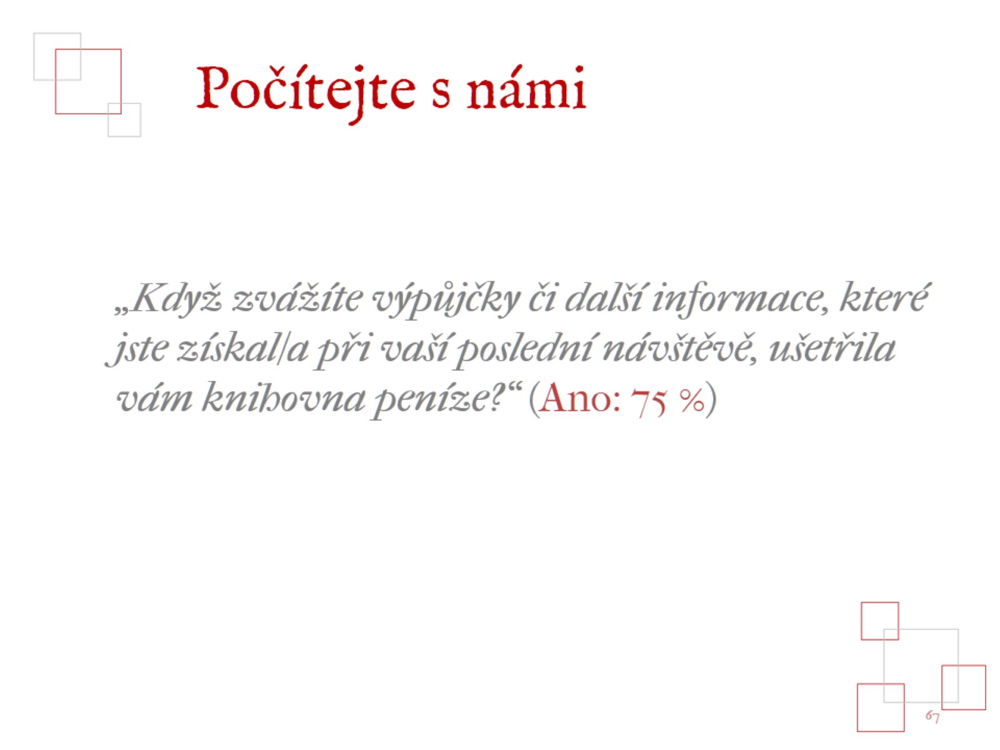 Počítejte s námi
„Když zvážíte výpůjčky či další informace, které
jste získal/a při vaší poslední návštěvě, ušetřila
vám knihovna peníze?“ (Ano: 75 %)
67